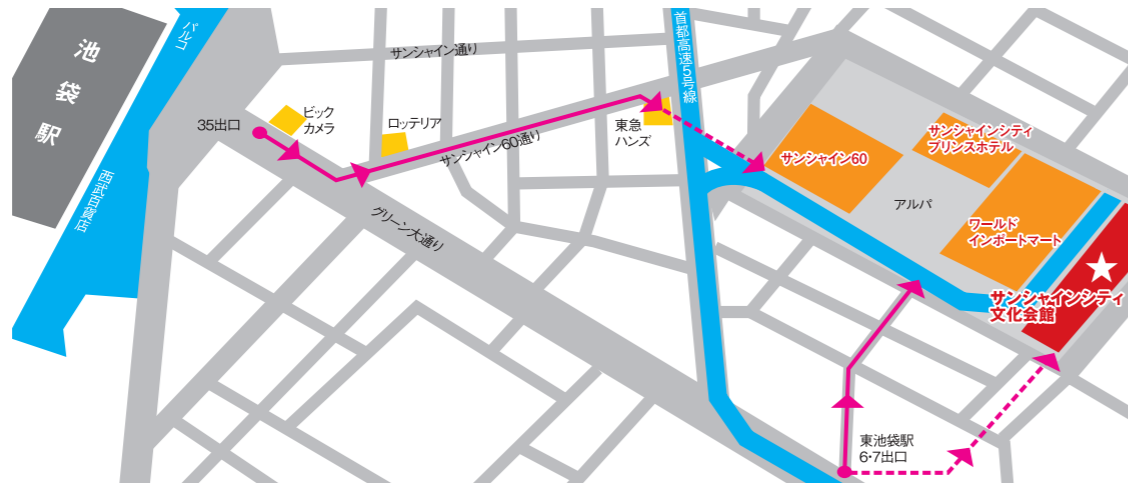 池袋駅
パルコ
西武百貨店
サンシャイン通り
首都高速5号線
35出口
ビック
カメラ
ロッテリア
サンシャイン60通り
東急
ハンズ
グリーン大通り
サンシャイン60
サンシャインシティ
プリンスホテル
アルパ
ワールド
インポートマート
サンシャインシティ
文化会館
東池袋駅
6・7出口